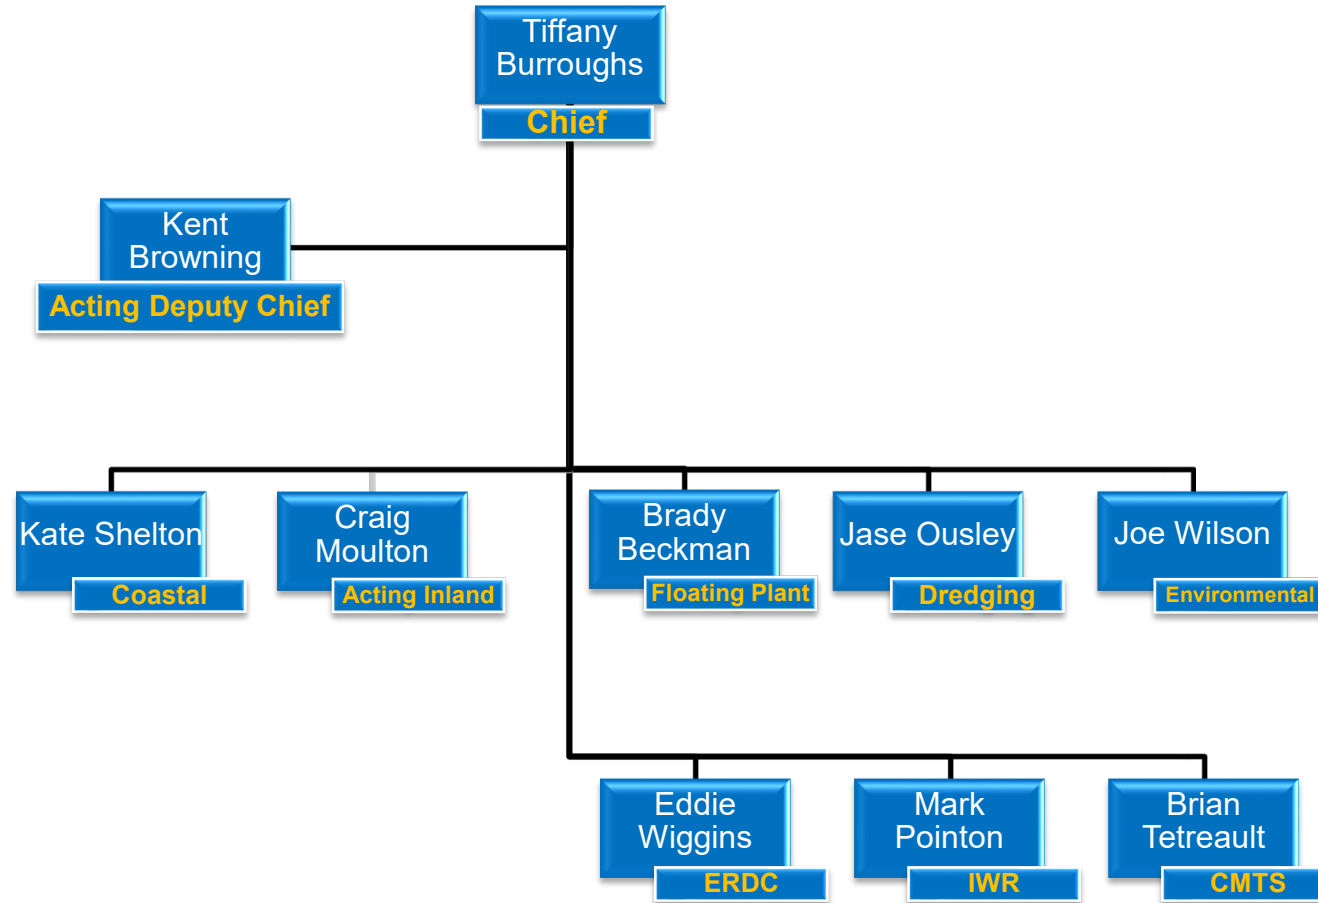 Tiffany
Burroughs
Chief
Kent
Browning
Acting Deputy Chief
Kate Shelton
Coastal
Craig
Moulton
Acting Inland
Brady
Beckman
Floating Plant
Jase Ousley
Dredging
Joe Wilson
Environmental
Eddie
Wiggins
ERDC
Mark
Pointon
IWR
Brian
Tetreault
CMTS